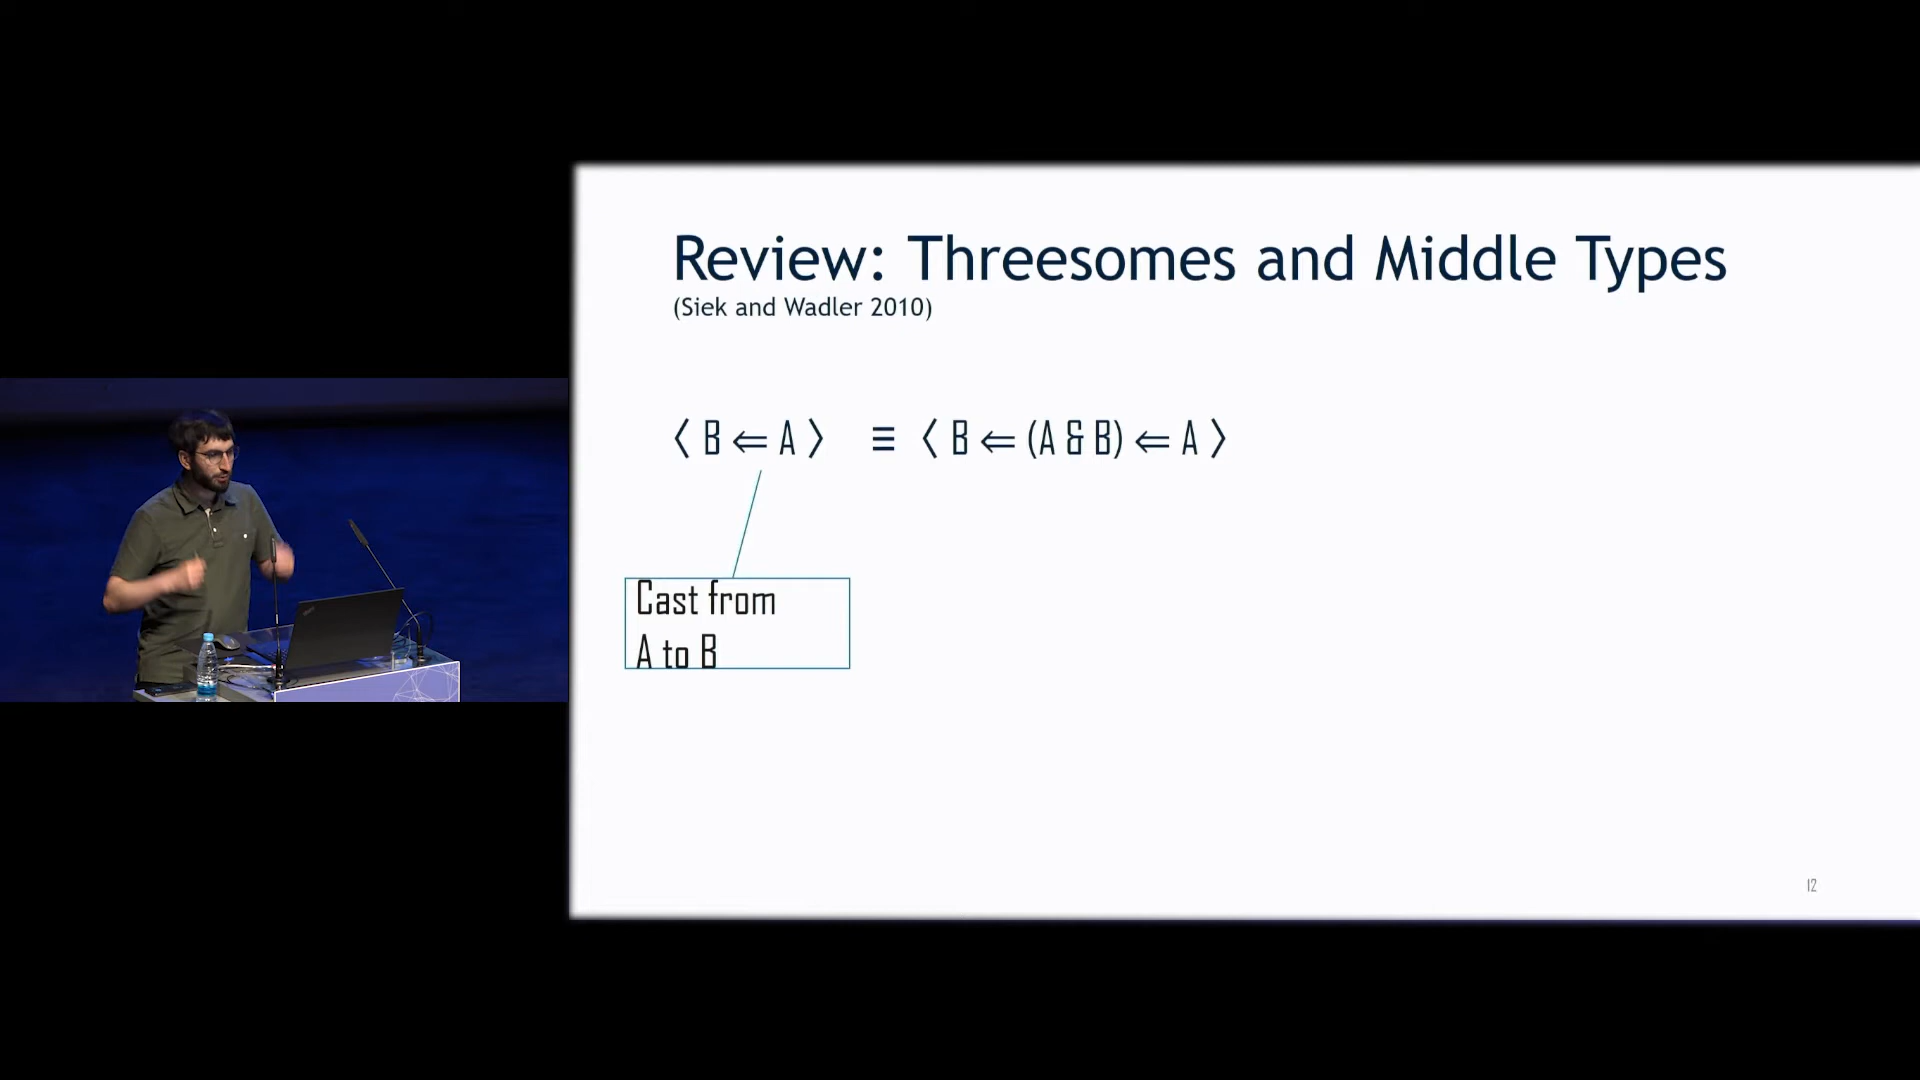 Review: Threesomes and Middle Types
(Siek and Wadler 2010)
⟨ B ⇐ A ⟩ ≡ ⟨ B ⇐ (A & B) ⇐ A ⟩
Cast from
A to B
12